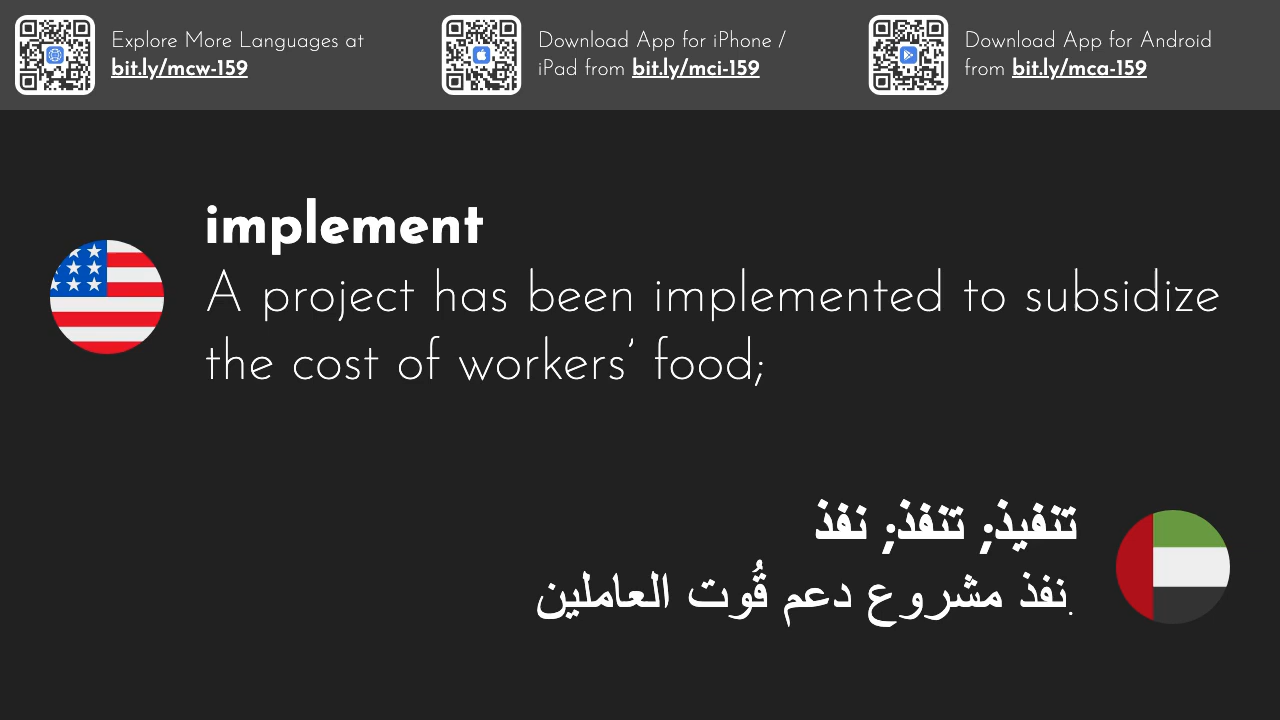 Explore More Languages at
bit.ly/mcw-159
Download App for iPhone /
iPad from bit.ly/mci-159
Download App for Android
from bit.ly/mca-159
implement
A project has been implemented to subsidize
the cost of workers’ food;
تنفيذ; تنفذ; نفذ
.نفذ مشروع دعم قُوت العاملين